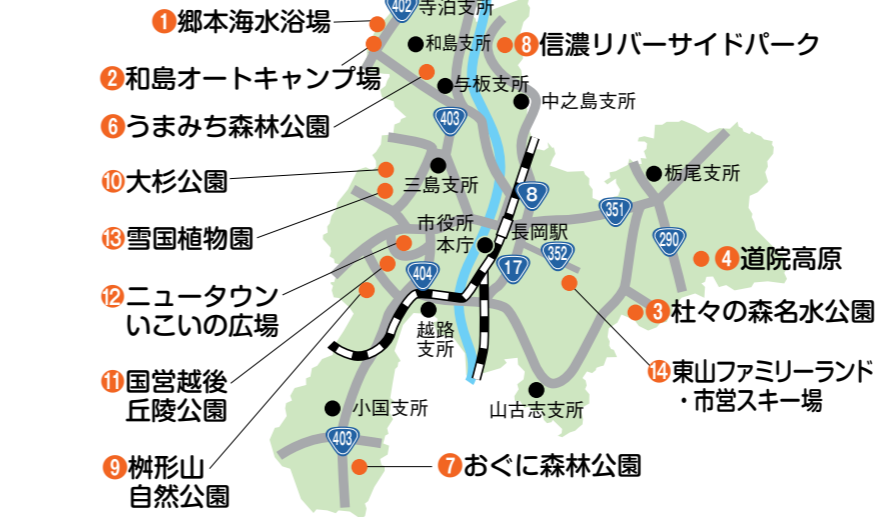 402
寺泊支所
❶郷本海水浴場
和島支所
❽信濃リバーサイドパーク
❷和島オートキャンプ場
与板支所
中之島支所
❻うまみち森林公園
403
❿大杉公園
三島支所
栃尾支所
8
351
⓭雪国植物園
市役所
本庁
長岡駅
352
290
❹道院高原
404
17
⓬ニュータウン
いこいの広場
❸杜々の森名水公園
越路
支所
⓫国営越後
丘陵公園
⓮東山ファミリーランド
・市営スキー場
小国支所
山古志支所
403
❾桝形山
自然公園
❼おぐに森林公園